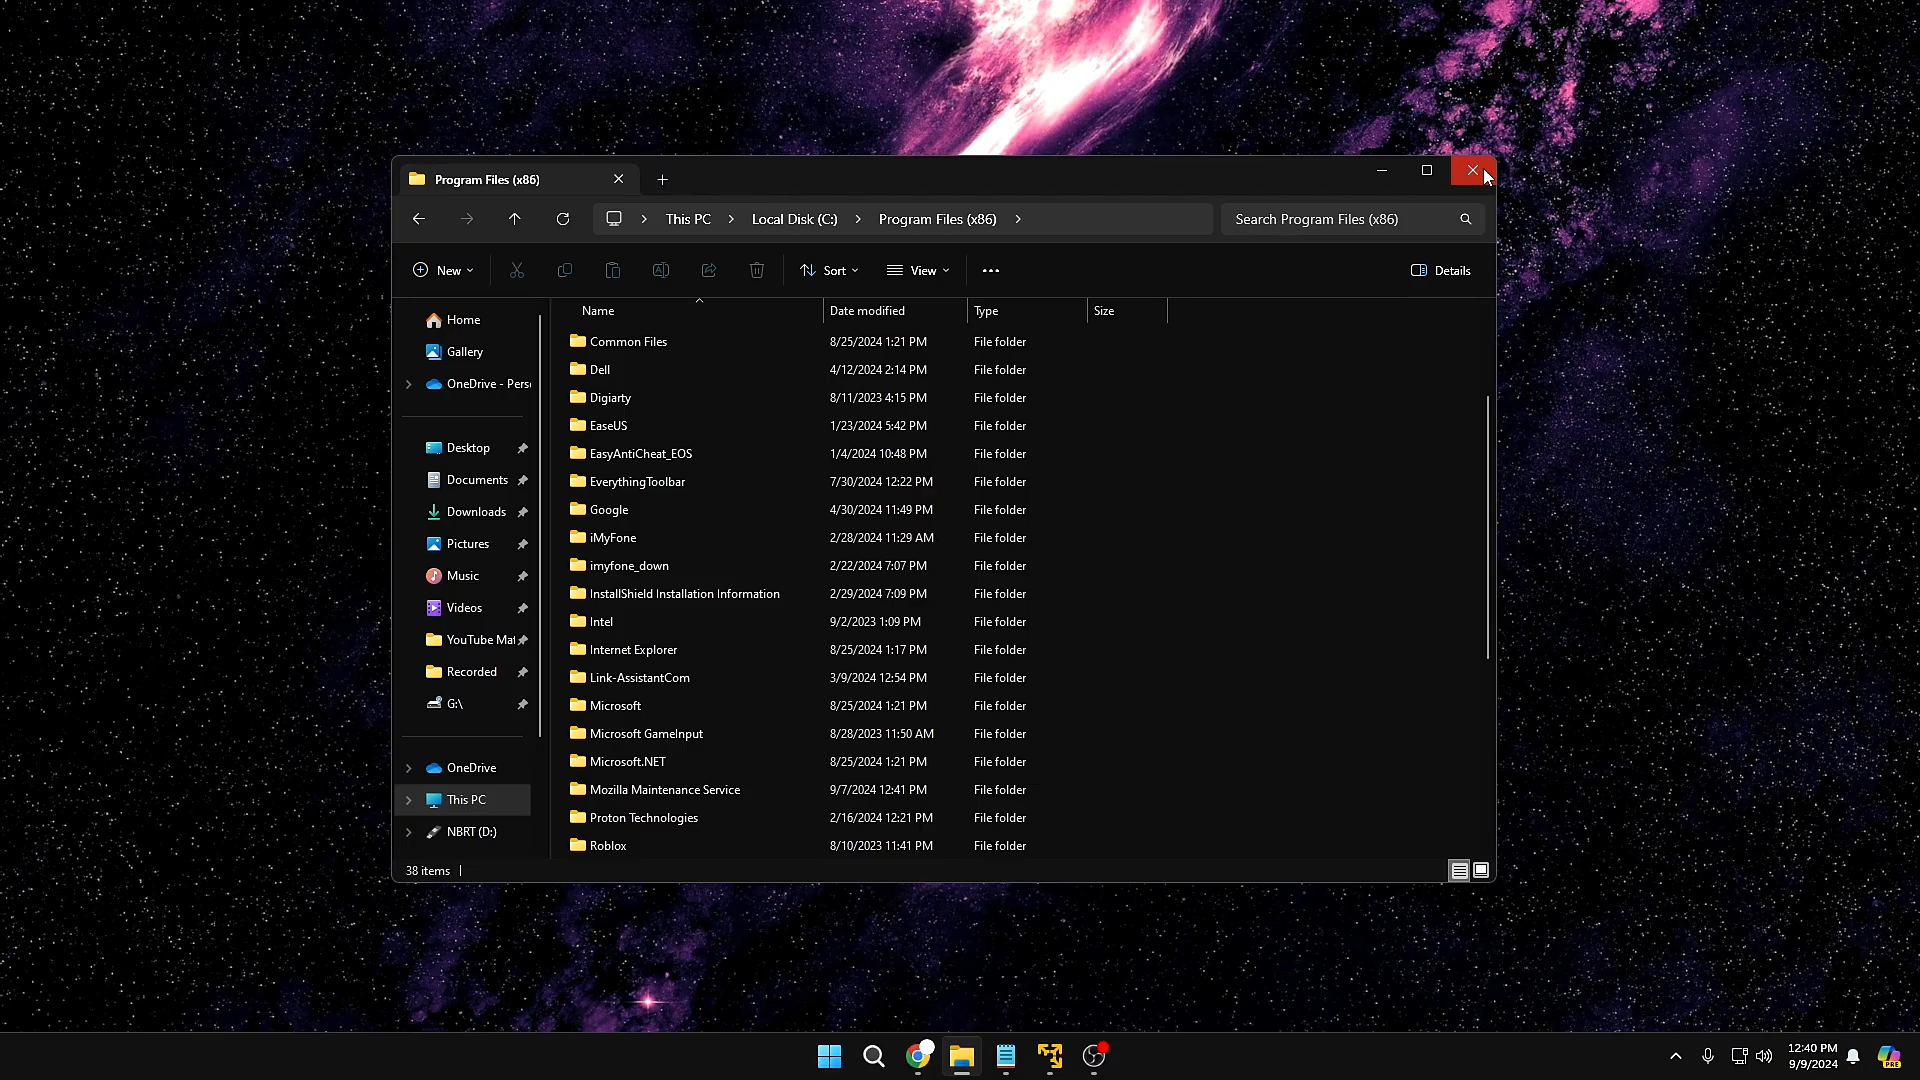 Program Files (x86)
This PC
Local Disk (C:)
Program Files (x86)
Search Program Files (x86)
New
Sort
View
Details
Name
Date modified
Type
Size
Home
Gallery
OneDrive - Pers
Desktop
Documents
Downloads
Pictures
Music
Videos
YouTube Mat
Recorded
G:\
OneDrive
This PC
NBRT (D:)
Common Files 8/25/2024 1:21 PM File folder
Dell 4/12/2024 2:14 PM File folder
Digiarty 8/11/2023 4:15 PM File folder
EaseUS 1/23/2024 5:42 PM File folder
EasyAntiCheat_EOS 1/4/2024 10:48 PM File folder
EverythingToolbar 7/30/2024 12:22 PM File folder
Google 4/30/2024 11:49 PM File folder
iMyFone 2/28/2024 11:29 AM File folder
imyfone_down 2/22/2024 7:07 PM File folder
InstallShield Installation Information 2/29/2024 7:09 PM File folder
Intel 9/2/2023 1:09 PM File folder
Internet Explorer 8/25/2024 1:17 PM File folder
Link-AssistantCom 3/9/2024 12:54 PM File folder
Microsoft 8/25/2024 1:21 PM File folder
Microsoft GameInput 8/28/2023 11:50 AM File folder
Microsoft.NET 8/25/2024 1:21 PM File folder
Mozilla Maintenance Service 9/7/2024 12:41 PM File folder
Proton Technologies 2/16/2024 12:21 PM File folder
Roblox 8/10/2023 11:41 PM File folder
38 items
12:40 PM
9/9/2024
PRE